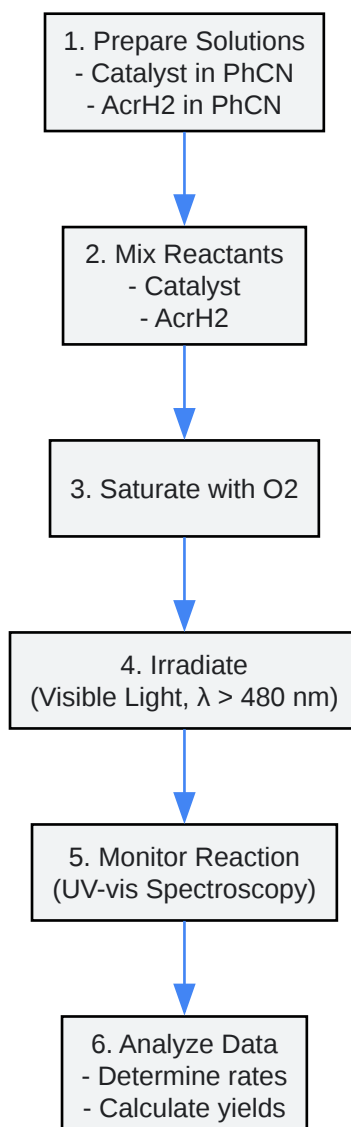 1. Prepare Solutions
- Catalyst in PhCN
- AcrH2 in PhCN
2. Mix Reactants
- Catalyst
- AcrH2
3. Saturate with O2
4. Irradiate
(Visible Light, λ > 480 nm)
5. Monitor Reaction
(UV-vis Spectroscopy)
6. Analyze Data
- Determine rates
- Calculate yields